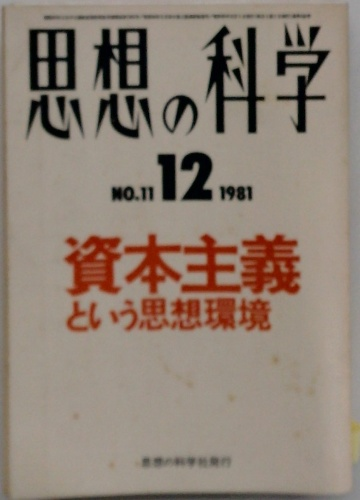 思想の科学
NO.11 12 1981
資本主義
という思想環境
思想の科学社発行